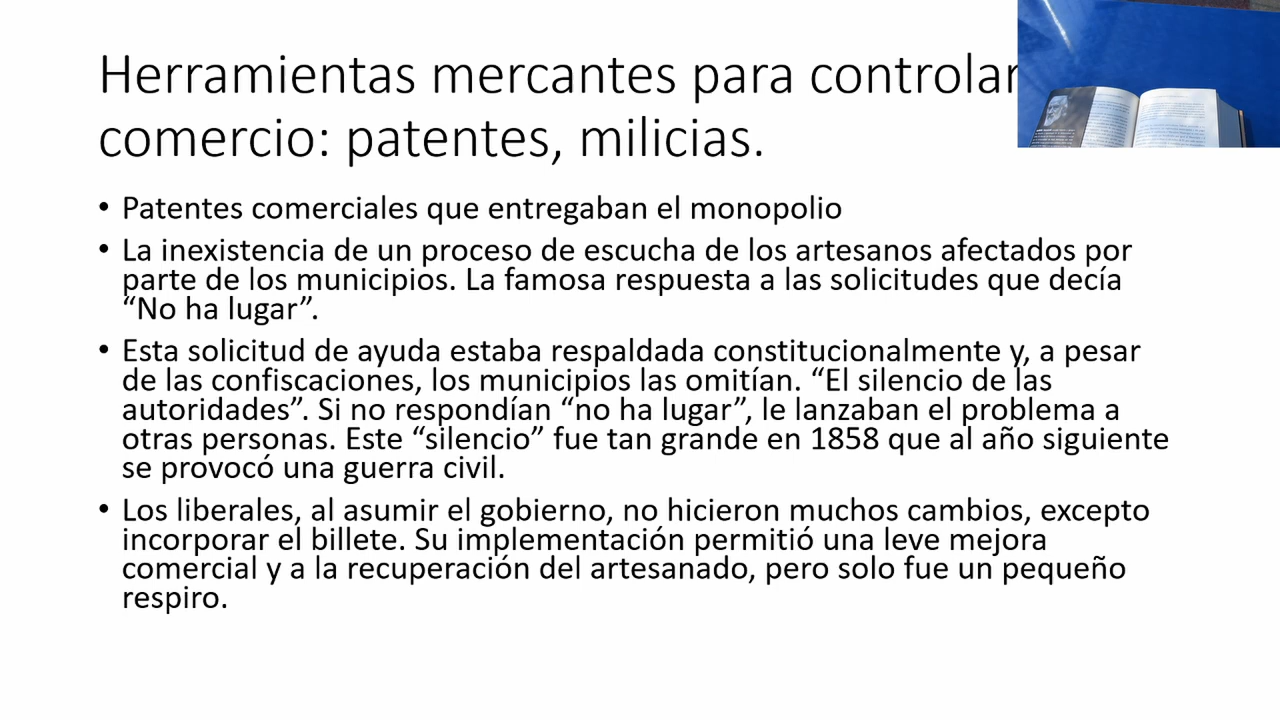 Herramientas mercantes para controlar
comercio: patentes, milicias.
• Patentes comerciales que entregaban el monopolio
• La inexistencia de un proceso de escucha de los artesanos afectados por
parte de los municipios. La famosa respuesta a las solicitudes que decía
“No ha lugar”.
• Esta solicitud de ayuda estaba respaldada constitucionalmente y, a pesar
de las confiscaciones, los municipios las omitían. “El silencio de las
autoridades”. Si no respondían “no ha lugar”, le lanzaban el problema a
otras personas. Este “silencio” fue tan grande en 1858 que al año siguiente
se provocó una guerra civil.
• Los liberales, al asumir el gobierno, no hicieron muchos cambios, excepto
incorporar el billete. Su implementación permitió una leve mejora
comercial y a la recuperación del artesanado, pero solo fue un pequeño
respiro.